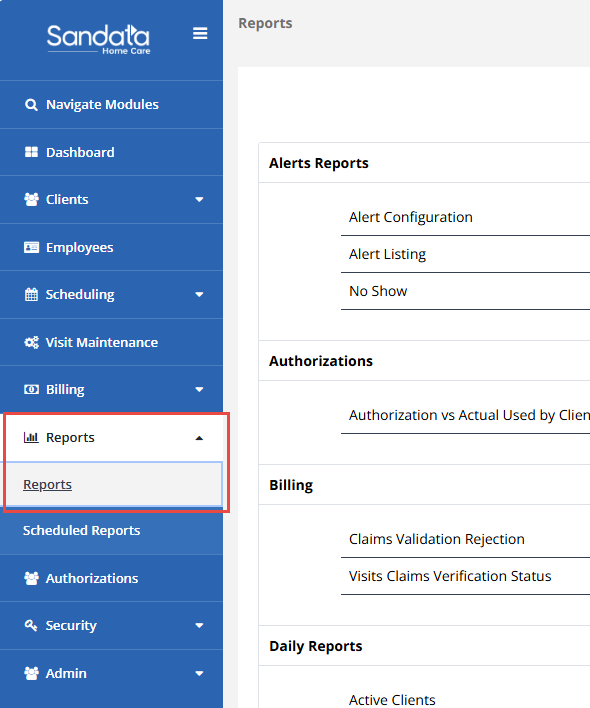 Sandata
Home Care
Navigate Modules
Dashboard
Clients
Employees
Scheduling
Visit Maintenance
Billing
Reports
Reports
Scheduled Reports
Authorizations
Security
Admin
Reports
Alerts Reports
Alert Configuration
Alert Listing
No Show
Authorizations
Authorization vs Actual Used by Clien
Billing
Claims Validation Rejection
Visits Claims Verification Status
Daily Reports
Active Clients